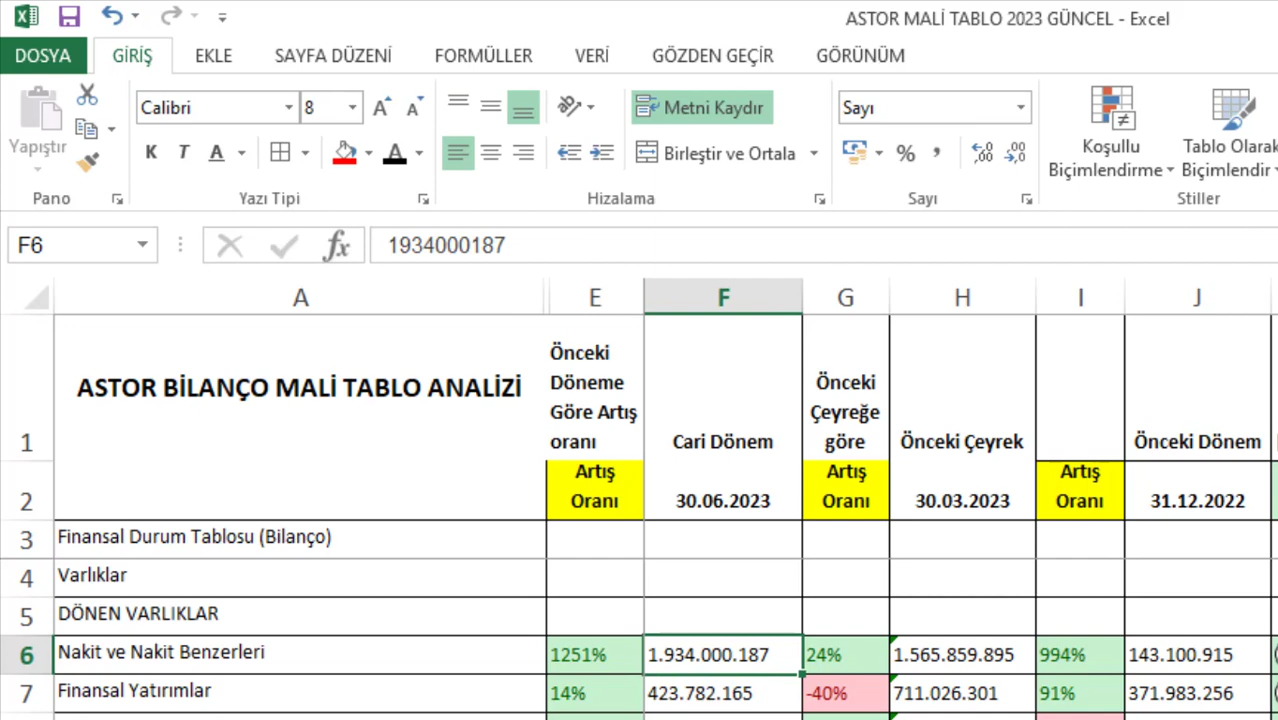 ASTOR MALİ TABLO 2023 GÜNCEL - Excel
DOSYA GİRİŞ EKLE SAYFA DÜZENİ FORMÜLLER VERİ GÖZDEN GEÇİR GÖRÜNÜM
Yapıştır
Calibri 8
K T A A
Metni Kaydır
Birleştir ve Ortala
Sayı
% ,
Koşullu
Biçimlendirme
Tablo Olarak
Biçimlendir
Pano Yazı Tipi Hizalama Sayı Stiller
F6 fx 1934000187
A E F G H I J
1
ASTOR BİLANÇO MALİ TABLO ANALİZİ
Önceki
Döneme
Göre Artış
oranı
Cari Dönem
Önceki
Çeyreğe
göre
Önceki Çeyrek
Önceki Dönem
2
Artış
Oranı
30.06.2023
Artış
Oranı
30.03.2023
Artış
Oranı
31.12.2022
3 Finansal Durum Tablosu (Bilanço)
4 Varlıklar
5 DÖNEN VARLIKLAR
6 Nakit ve Nakit Benzerleri 1251% 1.934.000.187 24% 1.565.859.895 994% 143.100.915
7 Finansal Yatırımlar 14% 423.782.165 -40% 711.026.301 91% 371.983.256